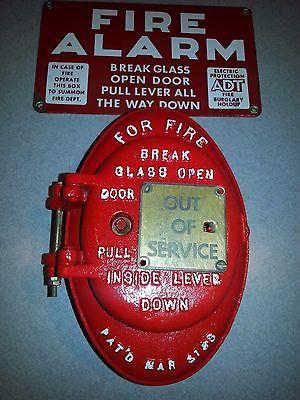 FIRE
ALARM
BREAK GLASS
OPEN DOOR
PULL LEVER ALL
THE WAY DOWN
IN CASE OF
FIRE
OPERATE
THIS BOX
TO SUMMON
FIRE DEPT.
ELECTRIC
PROTECTION
ADT
FIRE
BURGLARY
HOLDUP
FOR FIRE
BREAK
GLASS OPEN
DOOR
OUT
OF
SERVICE
PULL
INSIDE LEVER
DOWN
PAT'D MAR 31 '88